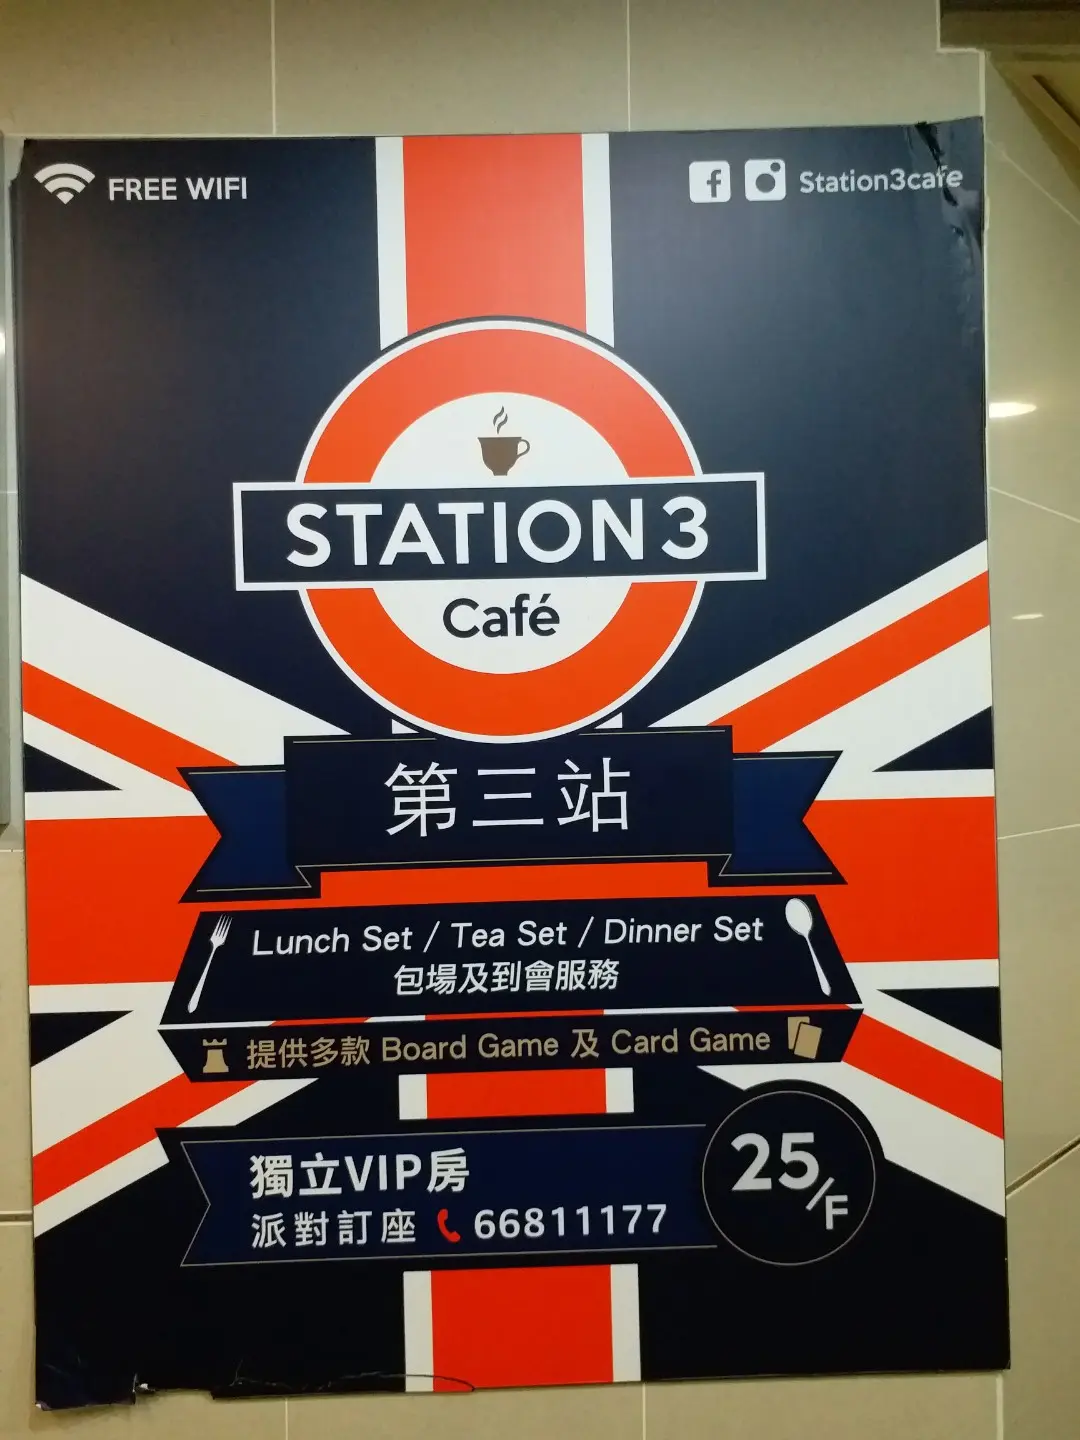 FREE WIFI
Station3cafe
STATION 3
Café
第三站
Lunch Set / Tea Set / Dinner Set
包場及到會服務
提供多款 Board Game 及 Card Game
獨立VIP房
派對訂座 66811177
25/F